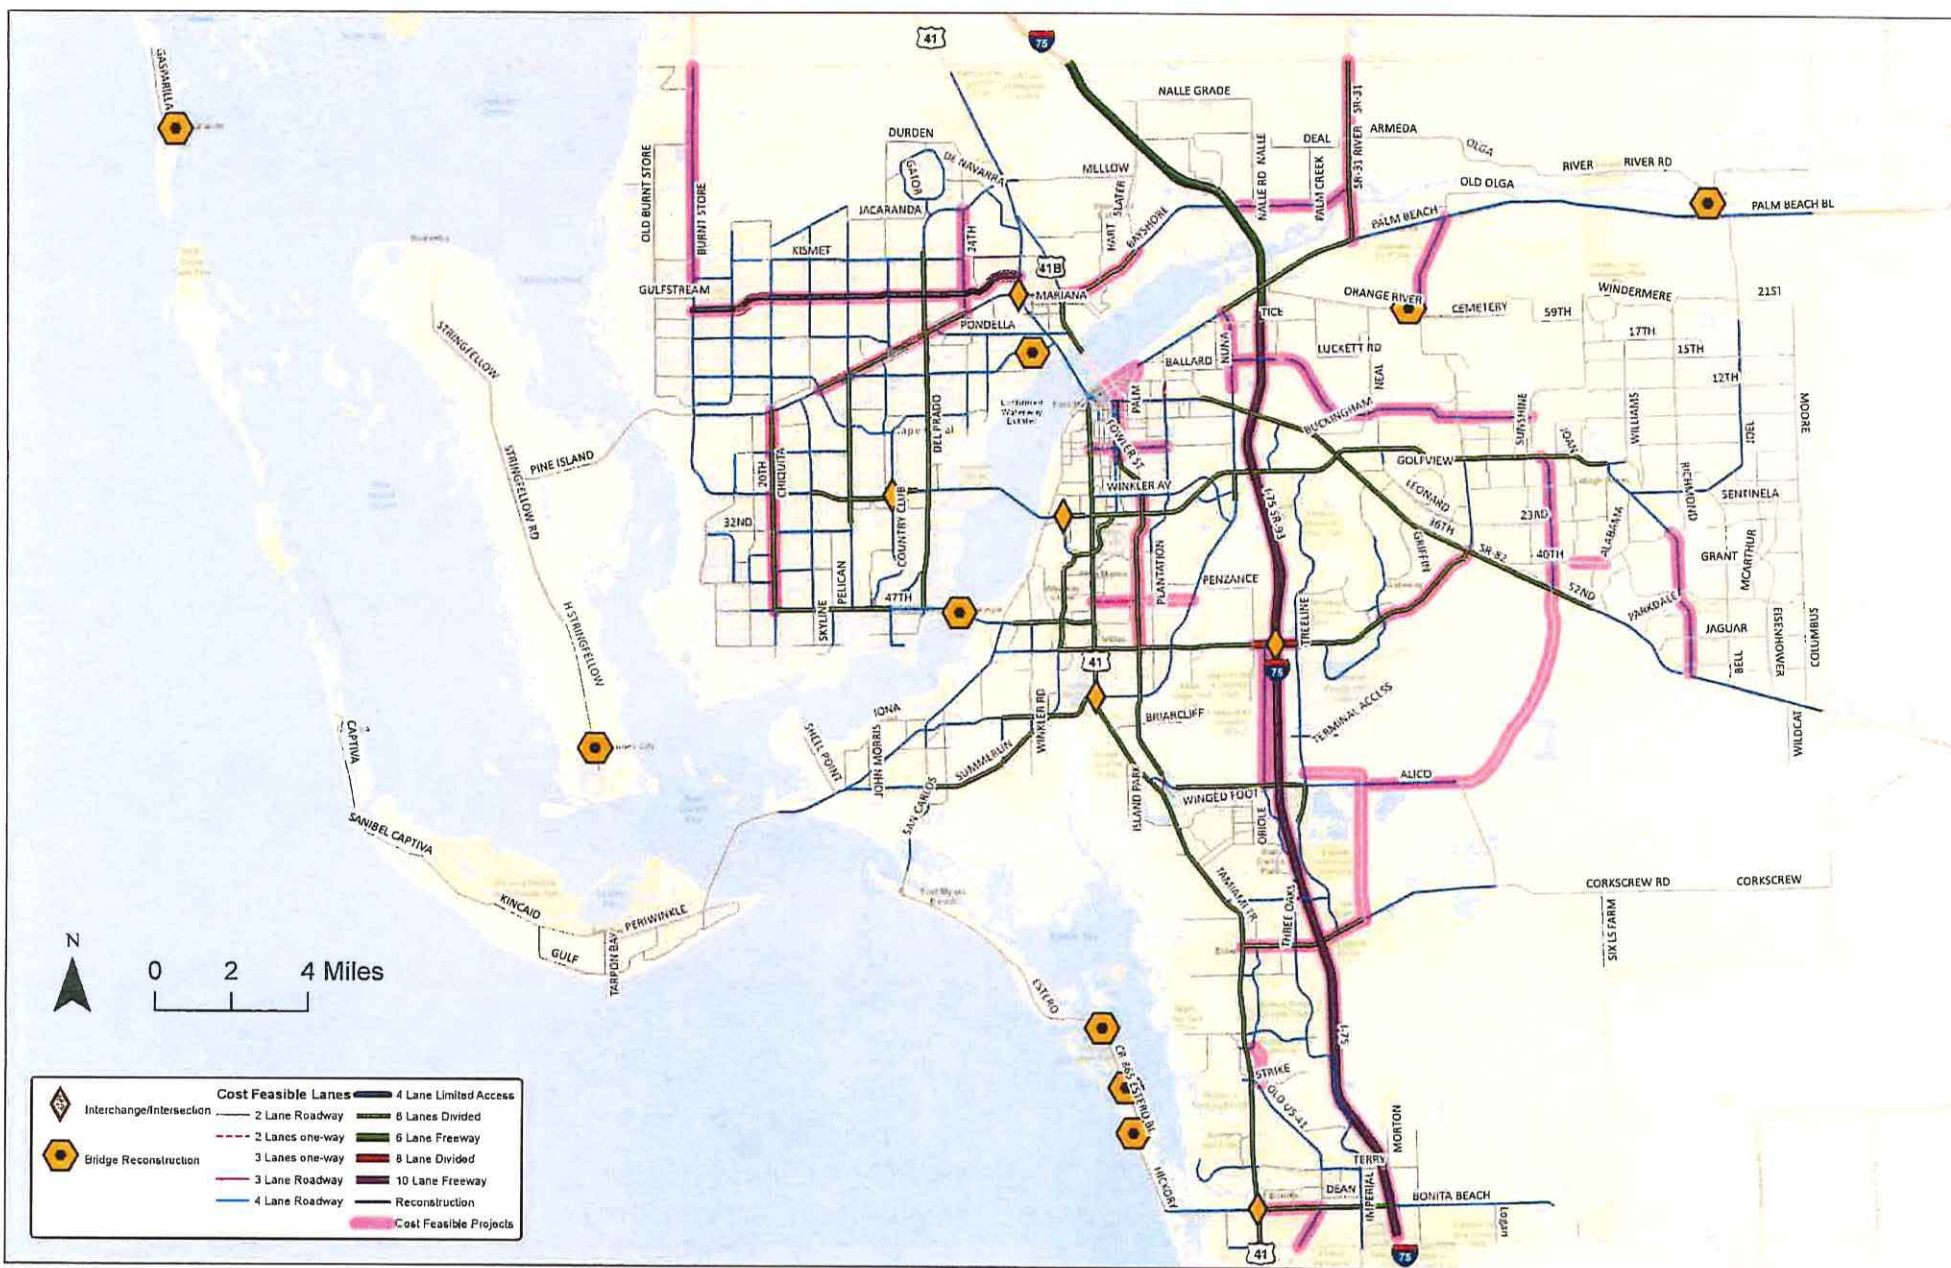 41
75
GASPARILLA
NALLE GRADE
SR-31
DURDEN
DE NAVARRA
GATOR
MELLOW
NALLE RD NALLE
DEAL
ARMEDA
OLGA
RIVER
RIVER RD
OLD BURNT STORE
BURNT STORE
JACARANDA
24TH
HART
SLATER
BAYSHORE
PALM CREEK
SR-31 RIVER
OLD OLGA
PALM BEACH
PALM BEACH BL
KISMET
41B
GULFSTREAM
MARIANA
ORANGE RIVER
CEMETERY
59TH
WINDERMERE
21ST
PONDELLA
TICE
17TH
STRINGFELLOW
BALLARD
NUNA
LUCKETT RD
15TH
NEAL
12TH
PALM
BUCKINGHAM
SUNSHINE
WILLIAMS
JOEL
MOORE
DEL PRADO
FOWLER ST
JOAN
PINE ISLAND
STRINGFELLOW RD
20TH
CHIQUITA
GOLFVIEW
WINKLER AV
LEONARD
RICHMOND
SENTINELA
COUNTRY CLUB
32ND
I-75 SR-93
36TH
23RD
ALABAMA
PELICAN
PLANTATION
GRIFFIN
SR-82
40TH
GRANT
MCARTHUR
PENZANCE
47TH
SKYLINE
52ND
PARKDALE
H STRINGFELLOW
TREELINE
JAGUAR
BELL
EISENHOWER
COLUMBUS
41
75
IONA
WINKLER RD
BRIARCLIFF
TERMINAL ACCESS
CAPTIVA
SHELL POINT
JOHN MORRIS
SUMMERLIN
WILDCAT
SAN CARLOS
ISLAND PARK
WINGED FOOT
ALICO
ORIOLE
SANIBEL CAPTIVA
TAMIAMI TR
THREE OAKS
CORKSCREW RD
CORKSCREW
KINCAID
PERIWINKLE
GULF
TARPON BAY
SIX LS FARM
N
0 2 4 Miles
ESTERO
I-75
CR 865 ESTERO BL
STRIKE
OLD US-41
MORTON
TERRY
HICKORY
DEAN
IMPERIAL
BONITA BEACH
Logan
41
75
Interchange/Intersection
Bridge Reconstruction
Cost Feasible Lanes
2 Lane Roadway
2 Lanes one-way
3 Lanes one-way
3 Lane Roadway
4 Lane Roadway
4 Lane Limited Access
6 Lanes Divided
6 Lane Freeway
8 Lane Divided
10 Lane Freeway
Reconstruction
Cost Feasible Projects